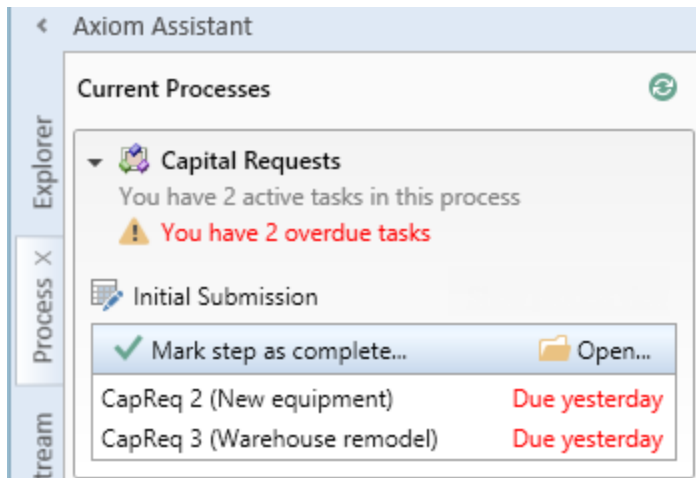 Axiom Assistant
Current Processes
Explorer
Capital Requests
You have 2 active tasks in this process
You have 2 overdue tasks
Process
Initial Submission
Mark step as complete... Open...
CapReq 2 (New equipment) Due yesterday
CapReq 3 (Warehouse remodel) Due yesterday